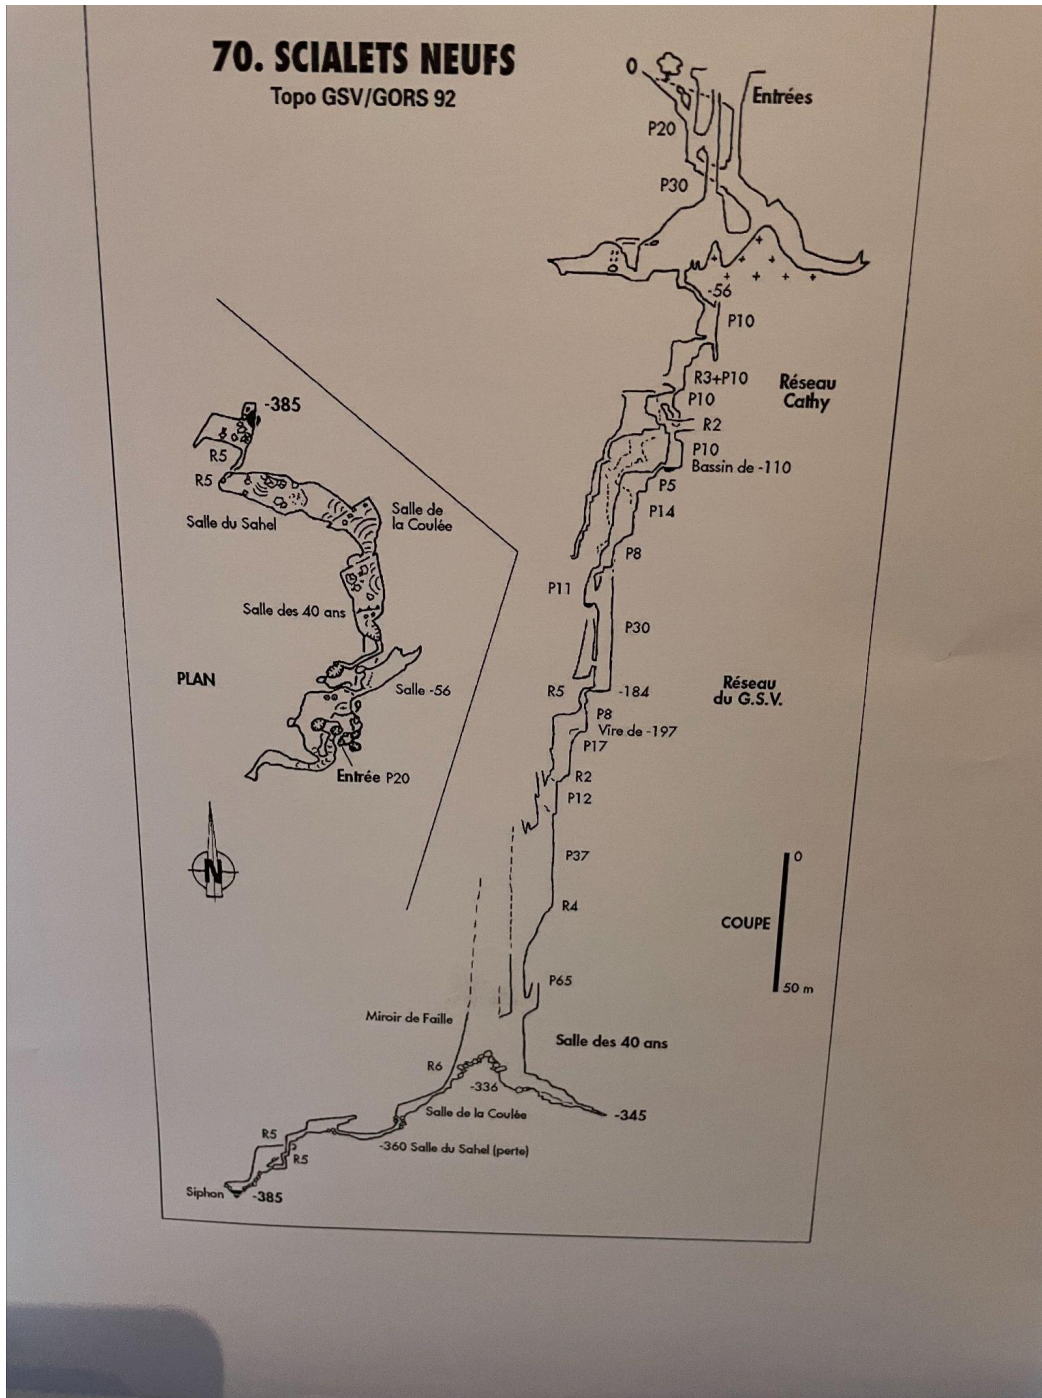 70. SCIALETS NEUFS
Topo GSV/GORS 92
0
Entrées
P20
P30
-56
P10
R3+P10
Réseau
Cathy
P10
R2
P10
Bassin de -110
P5
P14
P8
P11
P30
R5
-184
Réseau
du G.S.V.
P8
Vire de -197
P17
R2
P12
P37
R4
P65
Salle des 40 ans
Miroir de Faille
R6
-336
-345
Salle de la Coulée
-360 Salle du Sahel (perte)
R5
R5
Siphon
-385
COUPE
0
50 m
-385
R5
R5
Salle du Sahel
Salle de
la Coulée
Salle des 40 ans
PLAN
Salle -56
Entrée P20
N